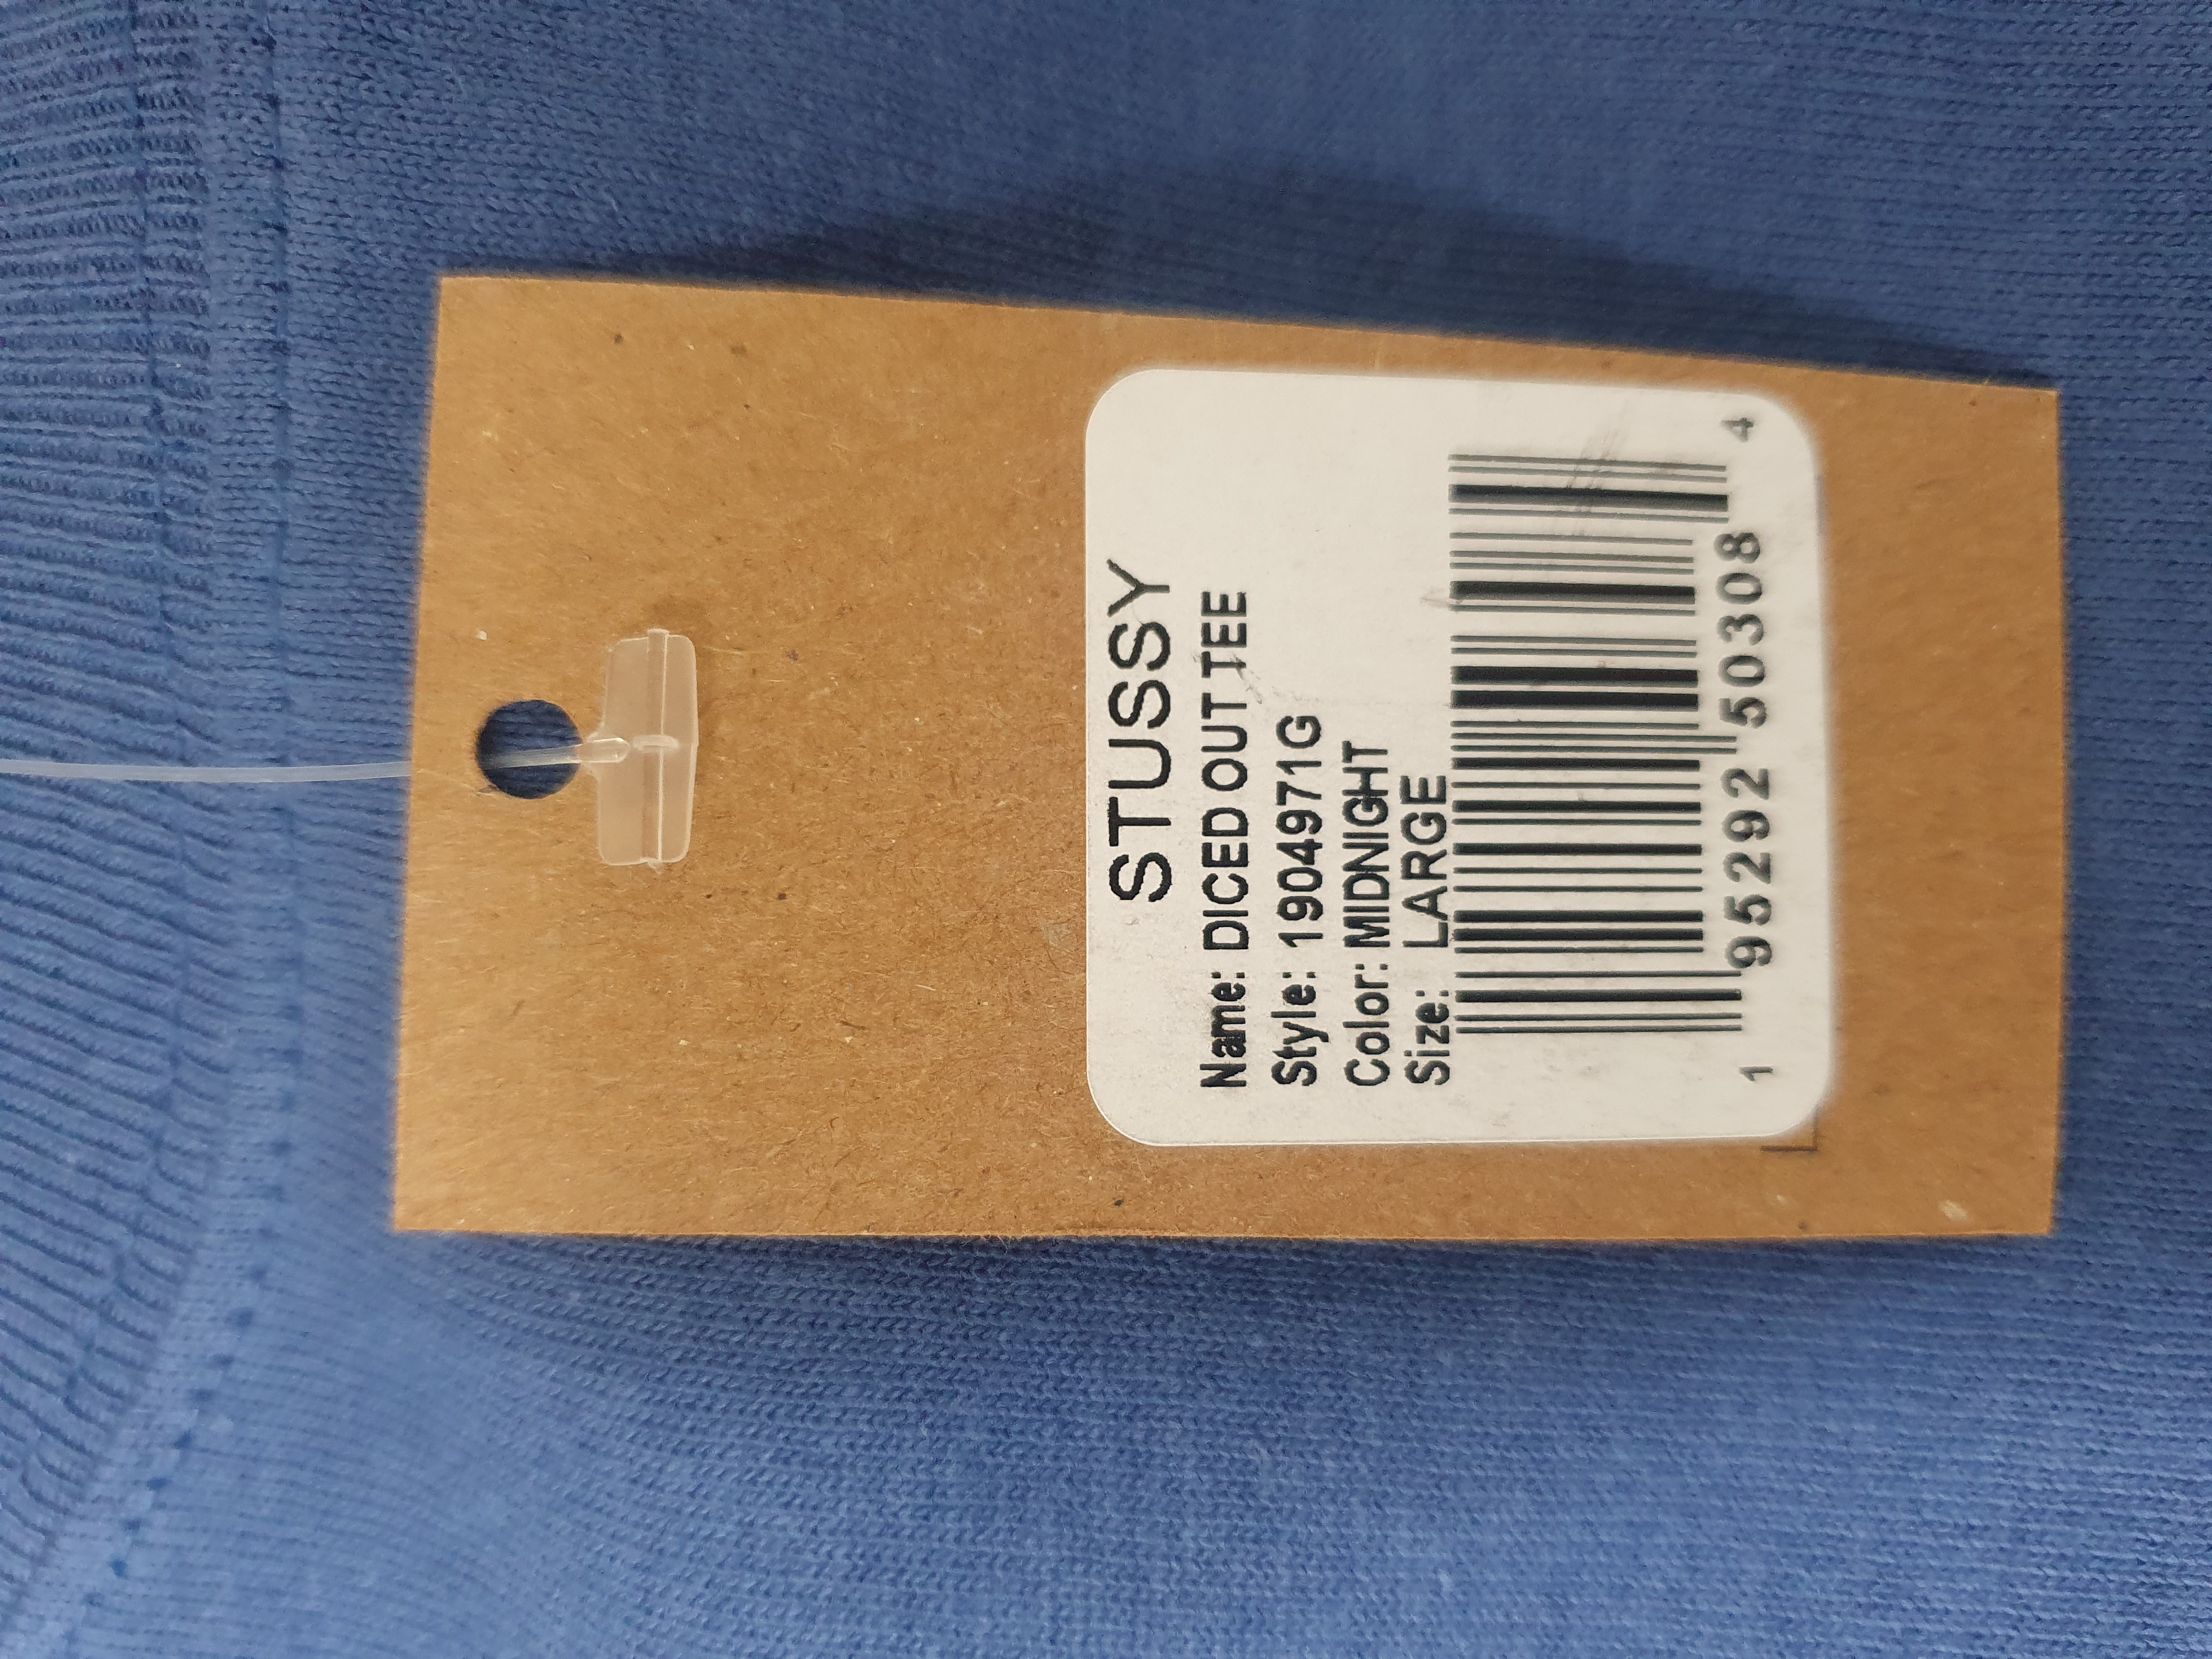 STUSSY
Name: DICED OUT TEE
Style: 1904971G
Color: MIDNIGHT
Size: LARGE
1 95292 50308 4